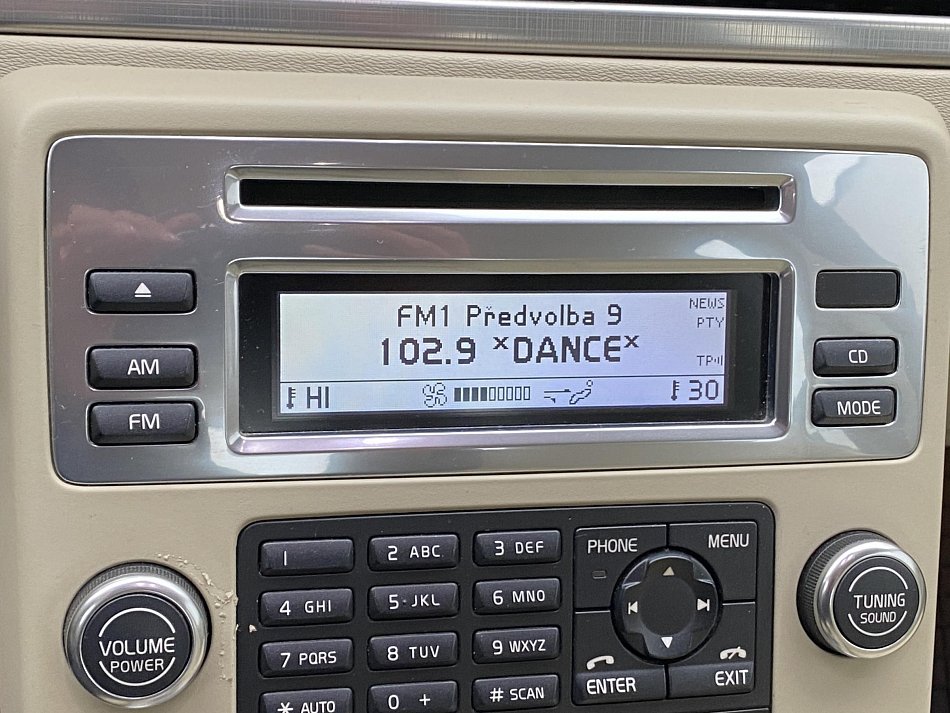 FM1 Předvolba 9
NEWS
PTY
102.9 ˣDANCEˣ
TP
HI
30
AM
FM
CD
MODE
1
2 ABC
3 DEF
4 GHI
5 JKL
6 MNO
7 PQRS
8 TUV
9 WXYZ
* AUTO
0 +
# SCAN
PHONE
MENU
ENTER
EXIT
VOLUME
POWER
TUNING
SOUND